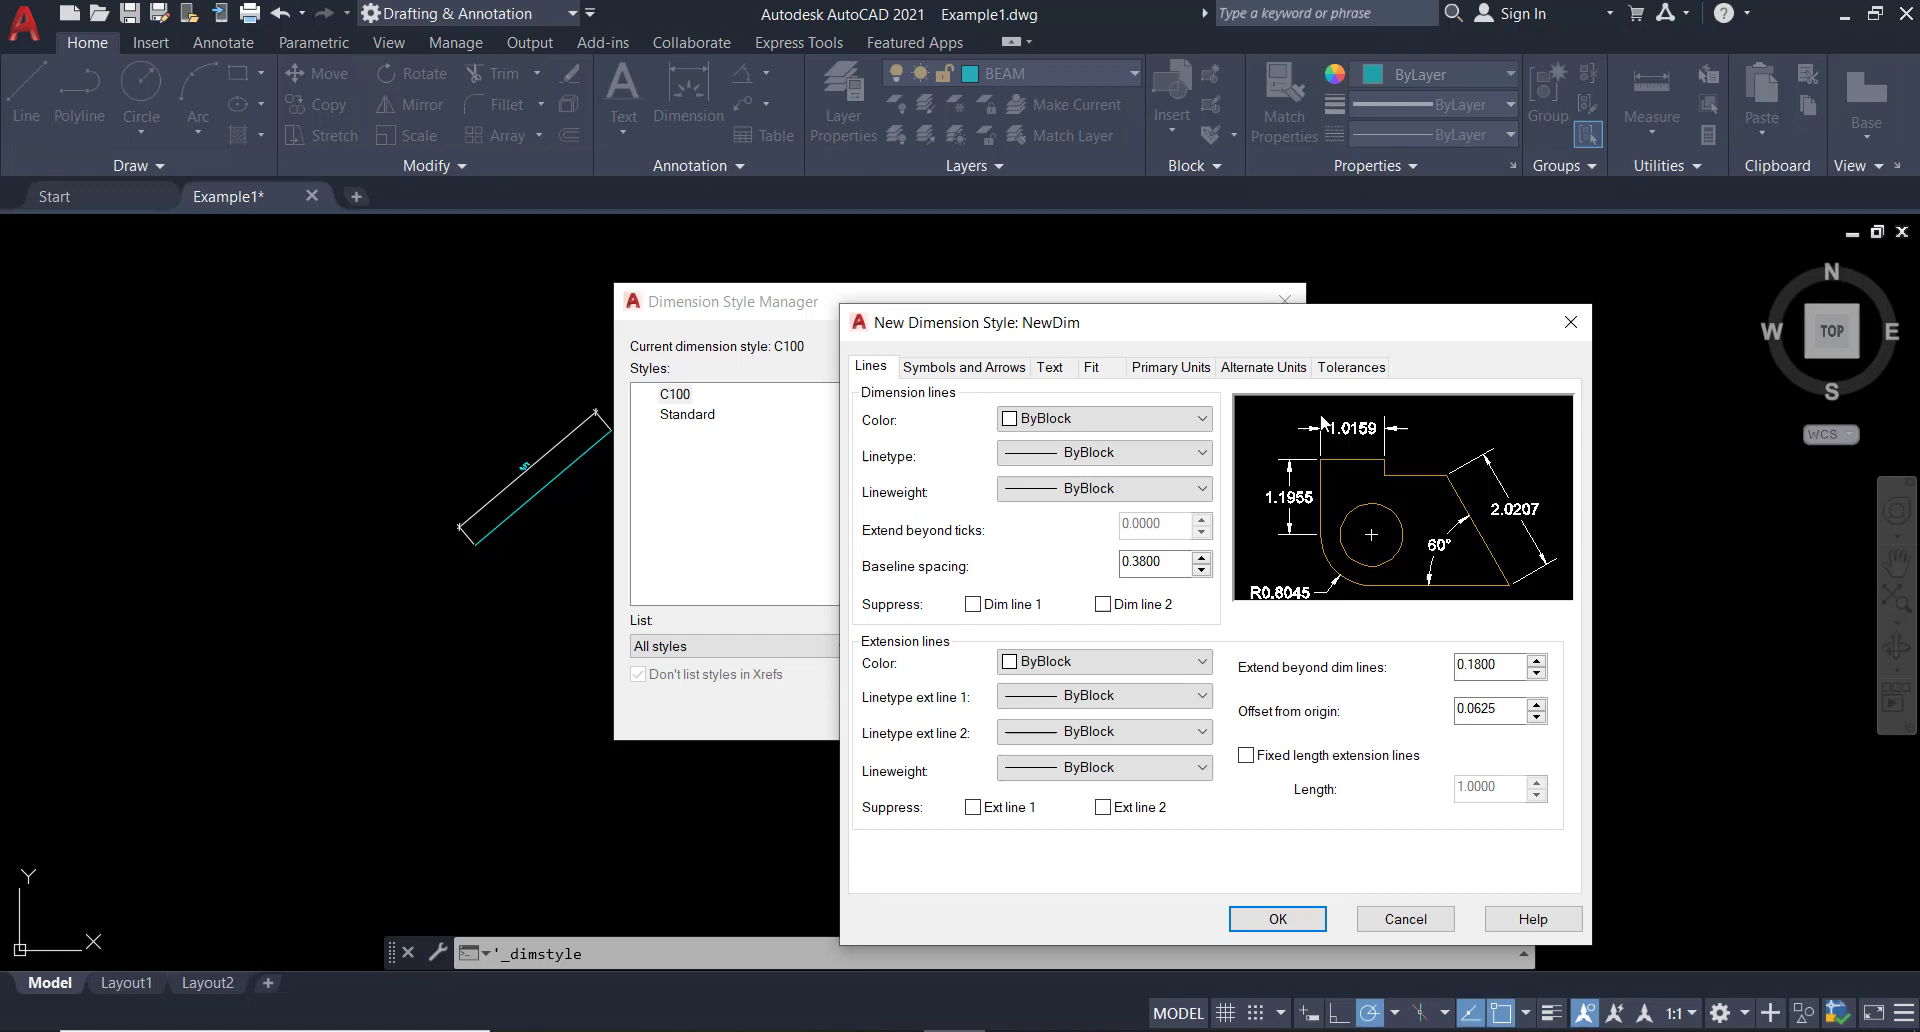 Drafting & Annotation
Autodesk AutoCAD 2021 Example1.dwg
Type a keyword or phrase
Sign In
Home Insert Annotate Parametric View Manage Output Add-ins Collaborate Express Tools Featured Apps
Line Polyline Circle Arc
Move Rotate Trim
Copy Mirror Fillet
Stretch Scale Array
Text Dimension Table
Layer Properties
BEAM
Make Current
Match Layer
Insert
Match Properties
ByLayer
ByLayer
ByLayer
Group Measure Paste Base
Draw Modify Annotation Layers Block Properties Groups Utilities Clipboard View
Start Example1*
N
W TOP E
S
WCS
Dimension Style Manager
Current dimension style: C100
Styles:
C100
Standard
List:
All styles
Don't list styles in Xrefs
New Dimension Style: NewDim
Lines Symbols and Arrows Text Fit Primary Units Alternate Units Tolerances
Dimension lines
Color: ByBlock
Linetype: ByBlock
Lineweight: ByBlock
Extend beyond ticks: 0.0000
Baseline spacing: 0.3800
Suppress: Dim line 1 Dim line 2
1.0159
1.1955
2.0207
60°
R0.8045
Extension lines
Color: ByBlock
Linetype ext line 1: ByBlock
Linetype ext line 2: ByBlock
Lineweight: ByBlock
Suppress: Ext line 1 Ext line 2
Extend beyond dim lines: 0.1800
Offset from origin: 0.0625
Fixed length extension lines
Length: 1.0000
OK Cancel Help
Y
X
'_dimstyle
Model Layout1 Layout2
MODEL 1:1